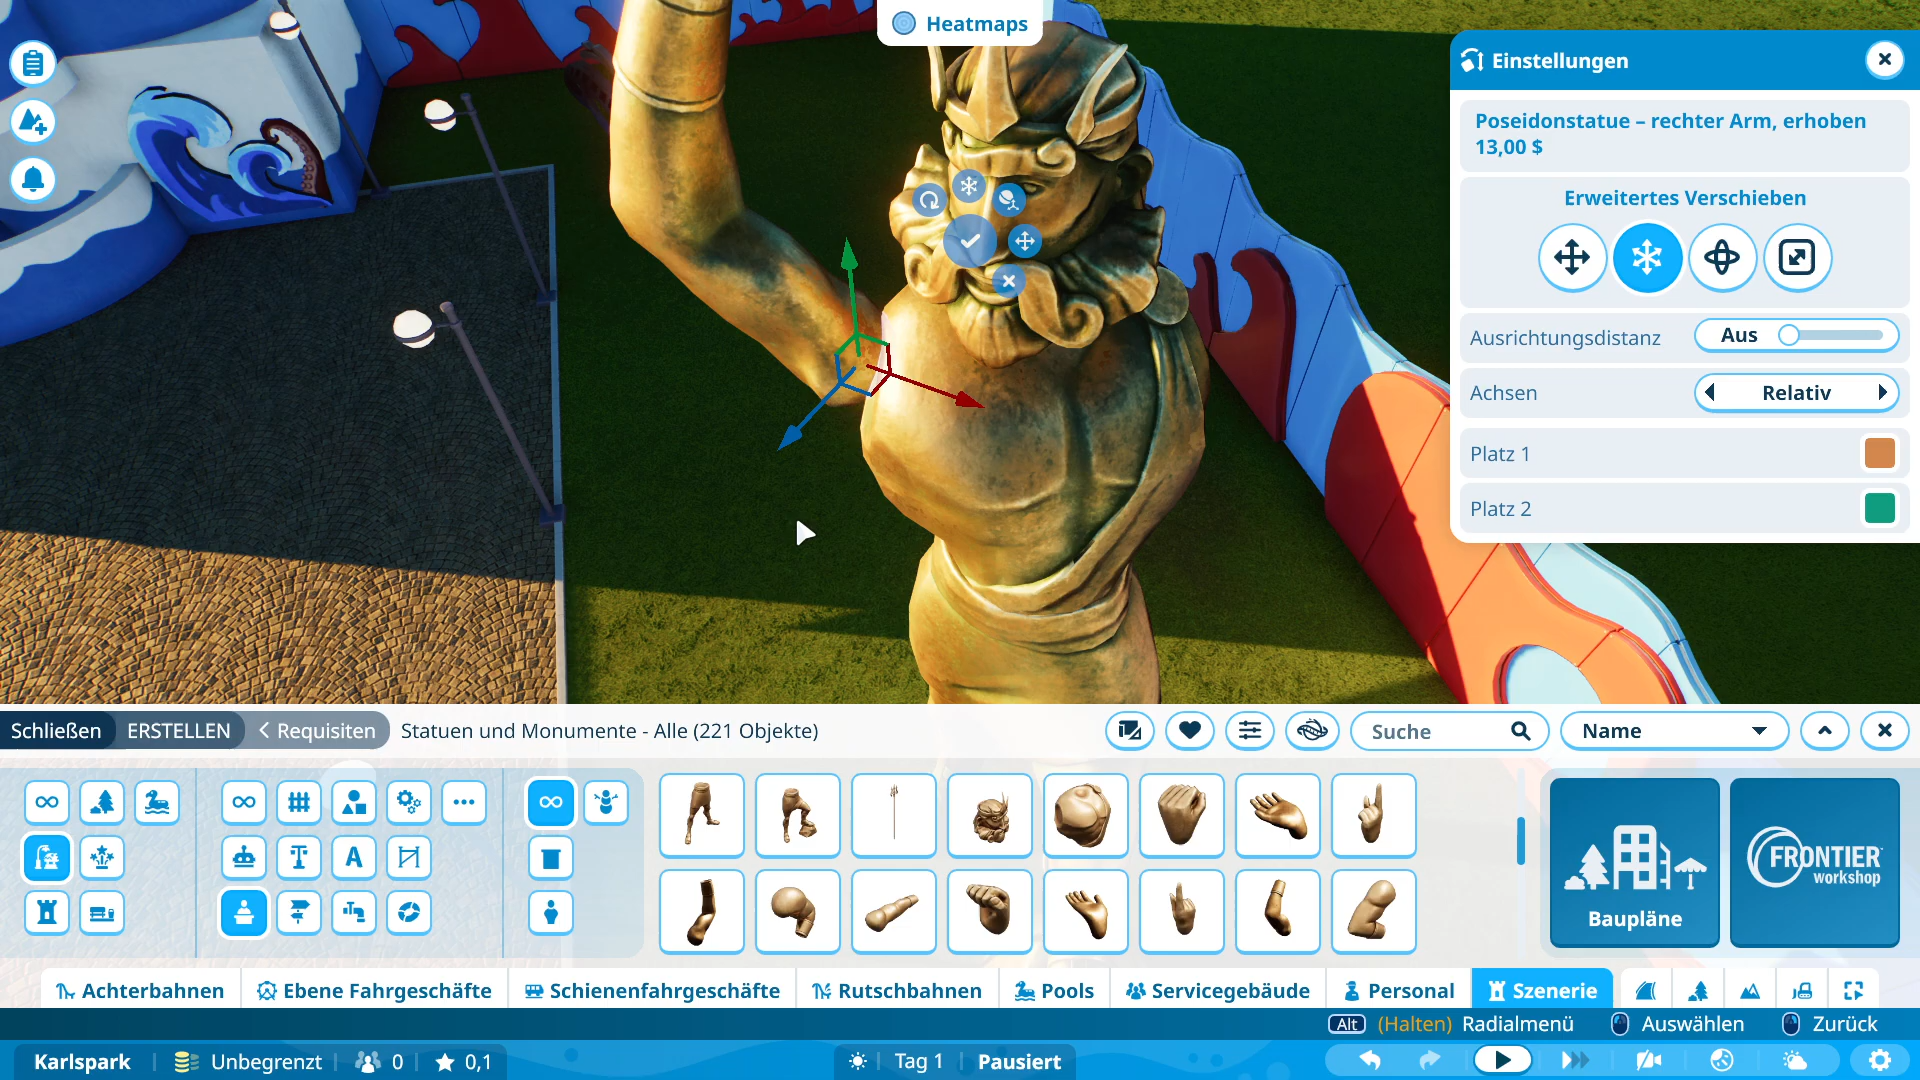 Heatmaps
Einstellungen
Poseidonstatue – rechter Arm, erhoben
13,00 $
Erweitertes Verschieben
Ausrichtungsdistanz
Aus
Achsen
Relativ
Platz 1
Platz 2
Schließen
ERSTELLEN
Requisiten
Statuen und Monumente - Alle (221 Objekte)
Suche
Name
Baupläne
FRONTIER
workshop
Achterbahnen
Ebene Fahrgeschäfte
Schienenfahrgeschäfte
Rutschbahnen
Pools
Servicegebäude
Personal
Szenerie
Alt
(Halten) Radialmenü
Auswählen
Zurück
Karlspark
Unbegrenzt
0
0,1
Tag 1
Pausiert